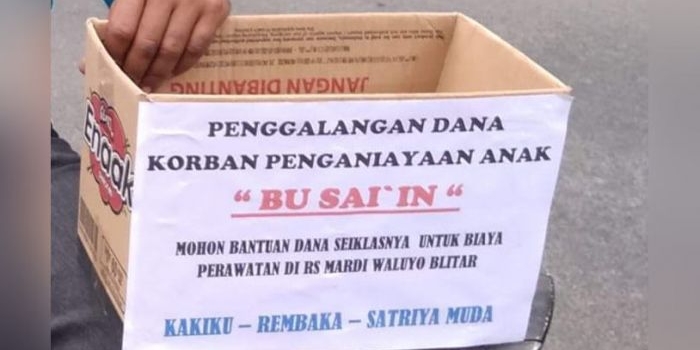 JANGAN DIBANTING
Enaak
PENGGALANGAN DANA
KORBAN PENGANIAYAAN ANAK
“ BU SAI`IN “
MOHON BANTUAN DANA SEIKLASNYA UNTUK BIAYA
PERAWATAN DI RS MARDI WALUYO BLITAR
KAKIKU – REMBAKA – SATRIYA MUDA